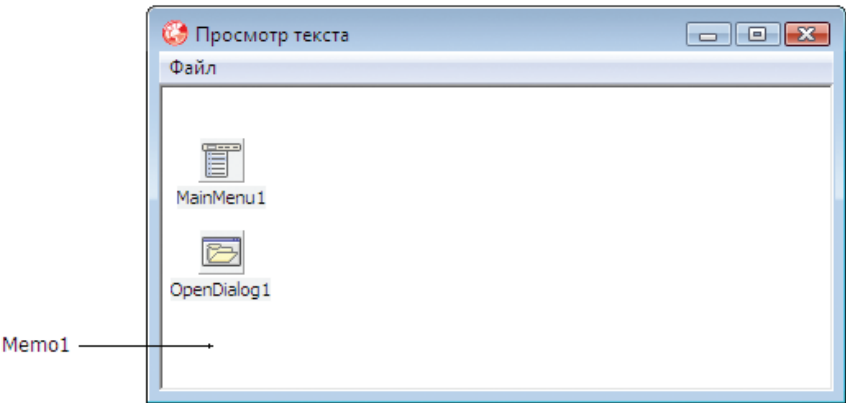 Просмотр текста
Файл
MainMenu1
OpenDialog1
Memo1